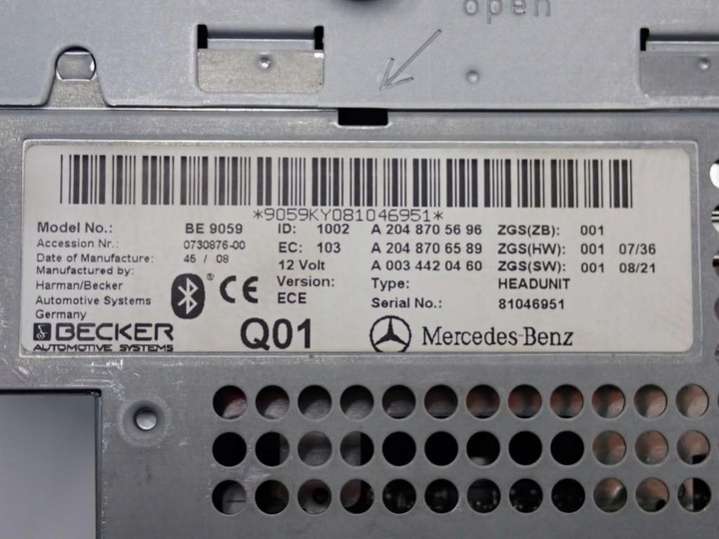 open
*9059KY081046951*
Model No.: BE 9059 ID: 1002 A 204 870 56 96 ZGS(ZB): 001
Accession Nr.: 0730876-00 EC: 103 A 204 870 65 89 ZGS(HW): 001 07/36
Date of Manufacture: 45 / 08 12 Volt A 003 442 04 60 ZGS(SW): 001 08/21
Manufactured by: Version: Type: HEADUNIT
Harman/Becker ECE Serial No.: 81046951
Automotive Systems
Germany
CE
BECKER Q01 Mercedes-Benz
AUTOMOTIVE SYSTEMS